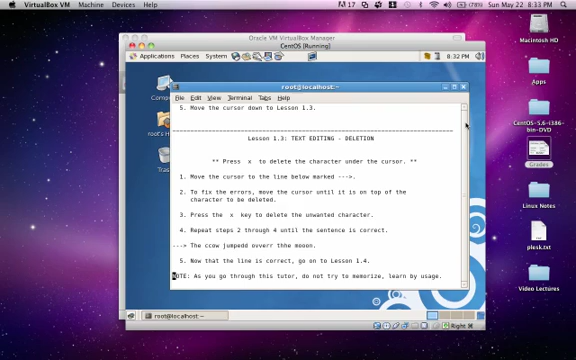 VirtualBox VM Machine Devices Help
17
Sun May 22 8:33 PM
Oracle VM VirtualBox Manager
CentOS [Running]
Applications Places System
8:32 PM
root@localhost:~
File Edit View Terminal Tabs Help
5. Move the cursor down to Lesson 1.3.
Lesson 1.3: TEXT EDITING - DELETION
** Press x to delete the character under the cursor. **
1. Move the cursor to the line below marked --->.
2. To fix the errors, move the cursor until it is on top of the
character to be deleted.
3. Press the x key to delete the unwanted character.
4. Repeat steps 2 through 4 until the sentence is correct.
---> The ccow jumpedd ovverr thhe mooon.
5. Now that the line is correct, go on to Lesson 1.4.
NOTE: As you go through this tutor, do not try to memorize, learn by usage.
root@localhost:~
Right ⌘
Macintosh HD
Apps
CentOS-5.6-i386-
bin-DVD
Grades
Linux Notes
plesk.txt
Video Lectures